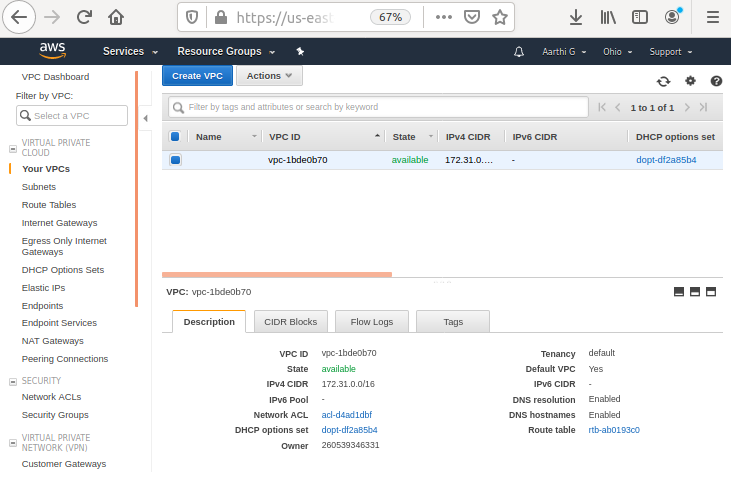 https://us-eas
67%
aws
Services
Resource Groups
Aarthi G
Ohio
Support
VPC Dashboard
Filter by VPC:
Select a VPC
VIRTUAL PRIVATE
CLOUD
Your VPCs
Subnets
Route Tables
Internet Gateways
Egress Only Internet
Gateways
DHCP Options Sets
Elastic IPs
Endpoints
Endpoint Services
NAT Gateways
Peering Connections
SECURITY
Network ACLs
Security Groups
VIRTUAL PRIVATE
NETWORK (VPN)
Customer Gateways
Create VPC
Actions
Filter by tags and attributes or search by keyword
1 to 1 of 1
Name VPC ID State IPv4 CIDR IPv6 CIDR DHCP options set
vpc-1bde0b70 available 172.31.0.... - dopt-df2a85b4
VPC: vpc-1bde0b70
Description CIDR Blocks Flow Logs Tags
VPC ID vpc-1bde0b70 Tenancy default
State available Default VPC Yes
IPv4 CIDR 172.31.0.0/16 IPv6 CIDR -
IPv6 Pool - DNS resolution Enabled
Network ACL acl-d4ad1dbf DNS hostnames Enabled
DHCP options set dopt-df2a85b4 Route table rtb-ab0193c0
Owner 260539346331